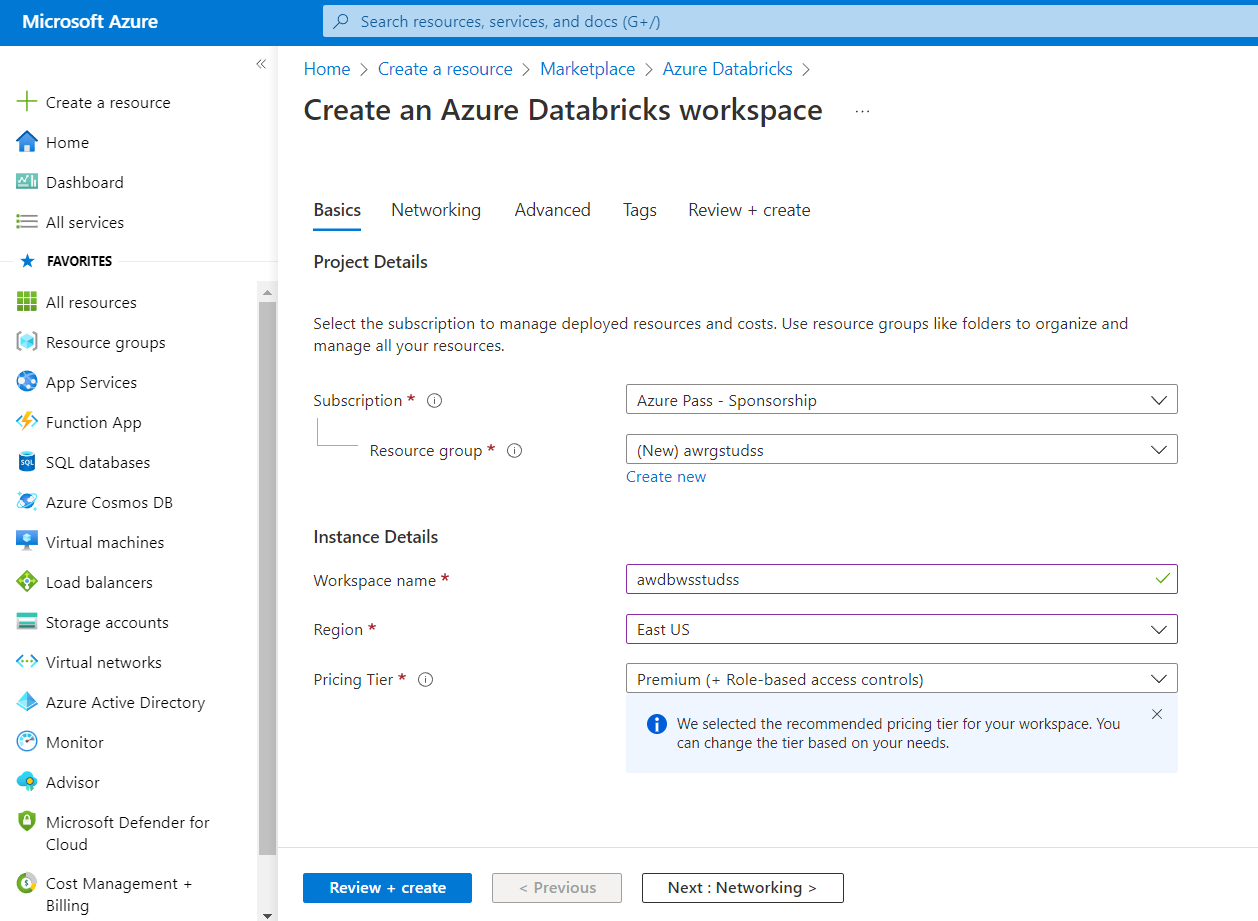 Microsoft Azure
Search resources, services, and docs (G+/)
«
Create a resource
Home
Dashboard
All services
FAVORITES
All resources
Resource groups
App Services
Function App
SQL
SQL databases
Azure Cosmos DB
Virtual machines
Load balancers
Storage accounts
Virtual networks
Azure Active Directory
Monitor
Advisor
Microsoft Defender for
Cloud
Cost Management +
Billing
Home > Create a resource > Marketplace > Azure Databricks >
Create an Azure Databricks workspace ...
Basics Networking Advanced Tags Review + create
Project Details
Select the subscription to manage deployed resources and costs. Use resource groups like folders to organize and
manage all your resources.
Subscription * Azure Pass - Sponsorship
Resource group * (New) awrgstudss
Create new
Instance Details
Workspace name * awdbwsstudss
Region * East US
Pricing Tier * Premium (+ Role-based access controls)
We selected the recommended pricing tier for your workspace. You
can change the tier based on your needs.
Review + create < Previous Next : Networking >